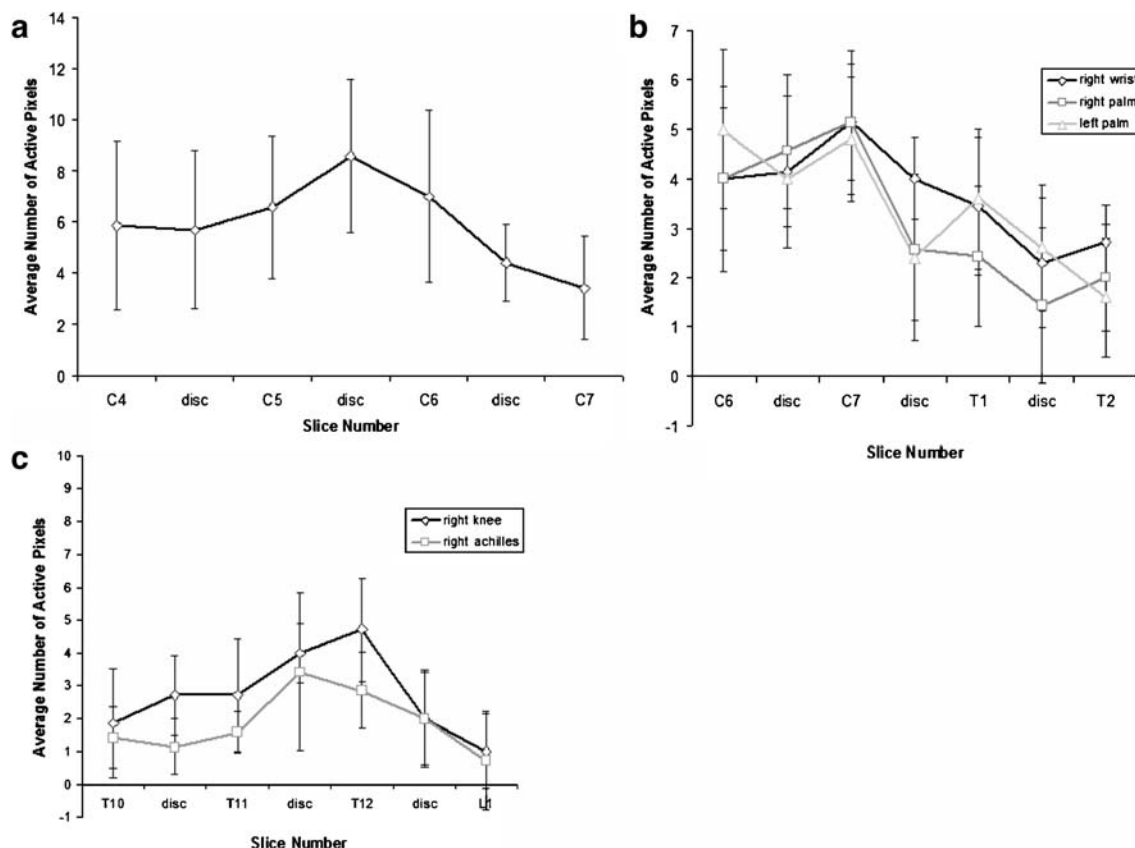 a
Average Number of Active Pixels
14
12
10
8
6
4
2
0
C4 disc C5 disc C6 disc C7
Slice Number
b
Average Number of Active Pixels
7
6
5
4
3
2
1
0
-1
right wrist
right palm
left palm
C6 disc C7 disc T1 disc T2
Slice Number
c
Average Number of Active Pixels
10
9
8
7
6
5
4
3
2
1
0
-1
right knee
right achilles
T10 disc T11 disc T12 disc L1
Slice Number